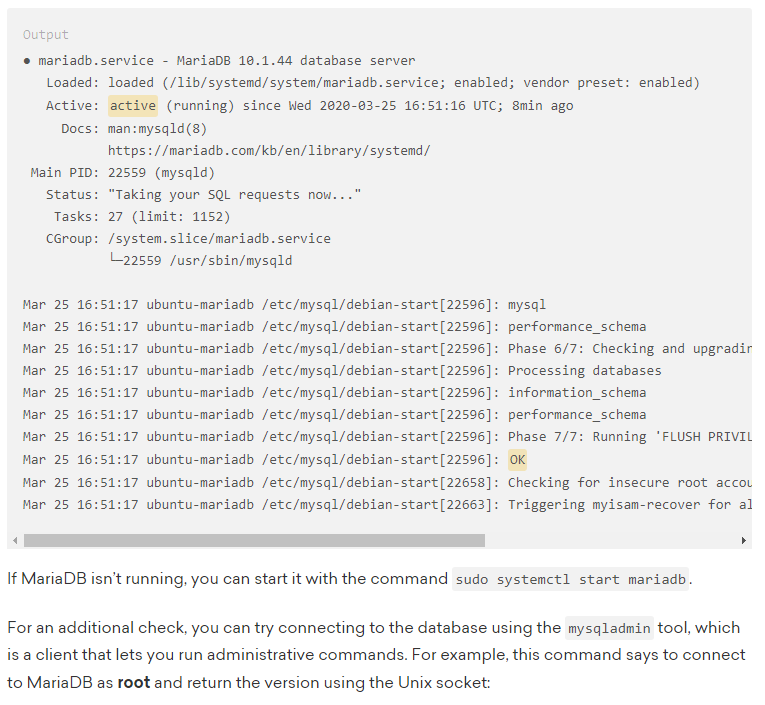 Output
● mariadb.service - MariaDB 10.1.44 database server
   Loaded: loaded (/lib/systemd/system/mariadb.service; enabled; vendor preset: enabled)
   Active: active (running) since Wed 2020-03-25 16:51:16 UTC; 8min ago
     Docs: man:mysqld(8)
           https://mariadb.com/kb/en/library/systemd/
 Main PID: 22559 (mysqld)
   Status: "Taking your SQL requests now..."
    Tasks: 27 (limit: 1152)
   CGroup: /system.slice/mariadb.service
           └─22559 /usr/sbin/mysqld
Mar 25 16:51:17 ubuntu-mariadb /etc/mysql/debian-start[22596]: mysql
Mar 25 16:51:17 ubuntu-mariadb /etc/mysql/debian-start[22596]: performance_schema
Mar 25 16:51:17 ubuntu-mariadb /etc/mysql/debian-start[22596]: Phase 6/7: Checking and upgradin
Mar 25 16:51:17 ubuntu-mariadb /etc/mysql/debian-start[22596]: Processing databases
Mar 25 16:51:17 ubuntu-mariadb /etc/mysql/debian-start[22596]: information_schema
Mar 25 16:51:17 ubuntu-mariadb /etc/mysql/debian-start[22596]: performance_schema
Mar 25 16:51:17 ubuntu-mariadb /etc/mysql/debian-start[22596]: Phase 7/7: Running 'FLUSH PRIVIL
Mar 25 16:51:17 ubuntu-mariadb /etc/mysql/debian-start[22596]: OK
Mar 25 16:51:17 ubuntu-mariadb /etc/mysql/debian-start[22658]: Checking for insecure root accou
Mar 25 16:51:17 ubuntu-mariadb /etc/mysql/debian-start[22663]: Triggering myisam-recover for al
If MariaDB isn't running, you can start it with the command sudo systemctl start mariadb.
For an additional check, you can try connecting to the database using the mysqladmin tool, which
is a client that lets you run administrative commands. For example, this command says to connect
to MariaDB as root and return the version using the Unix socket: